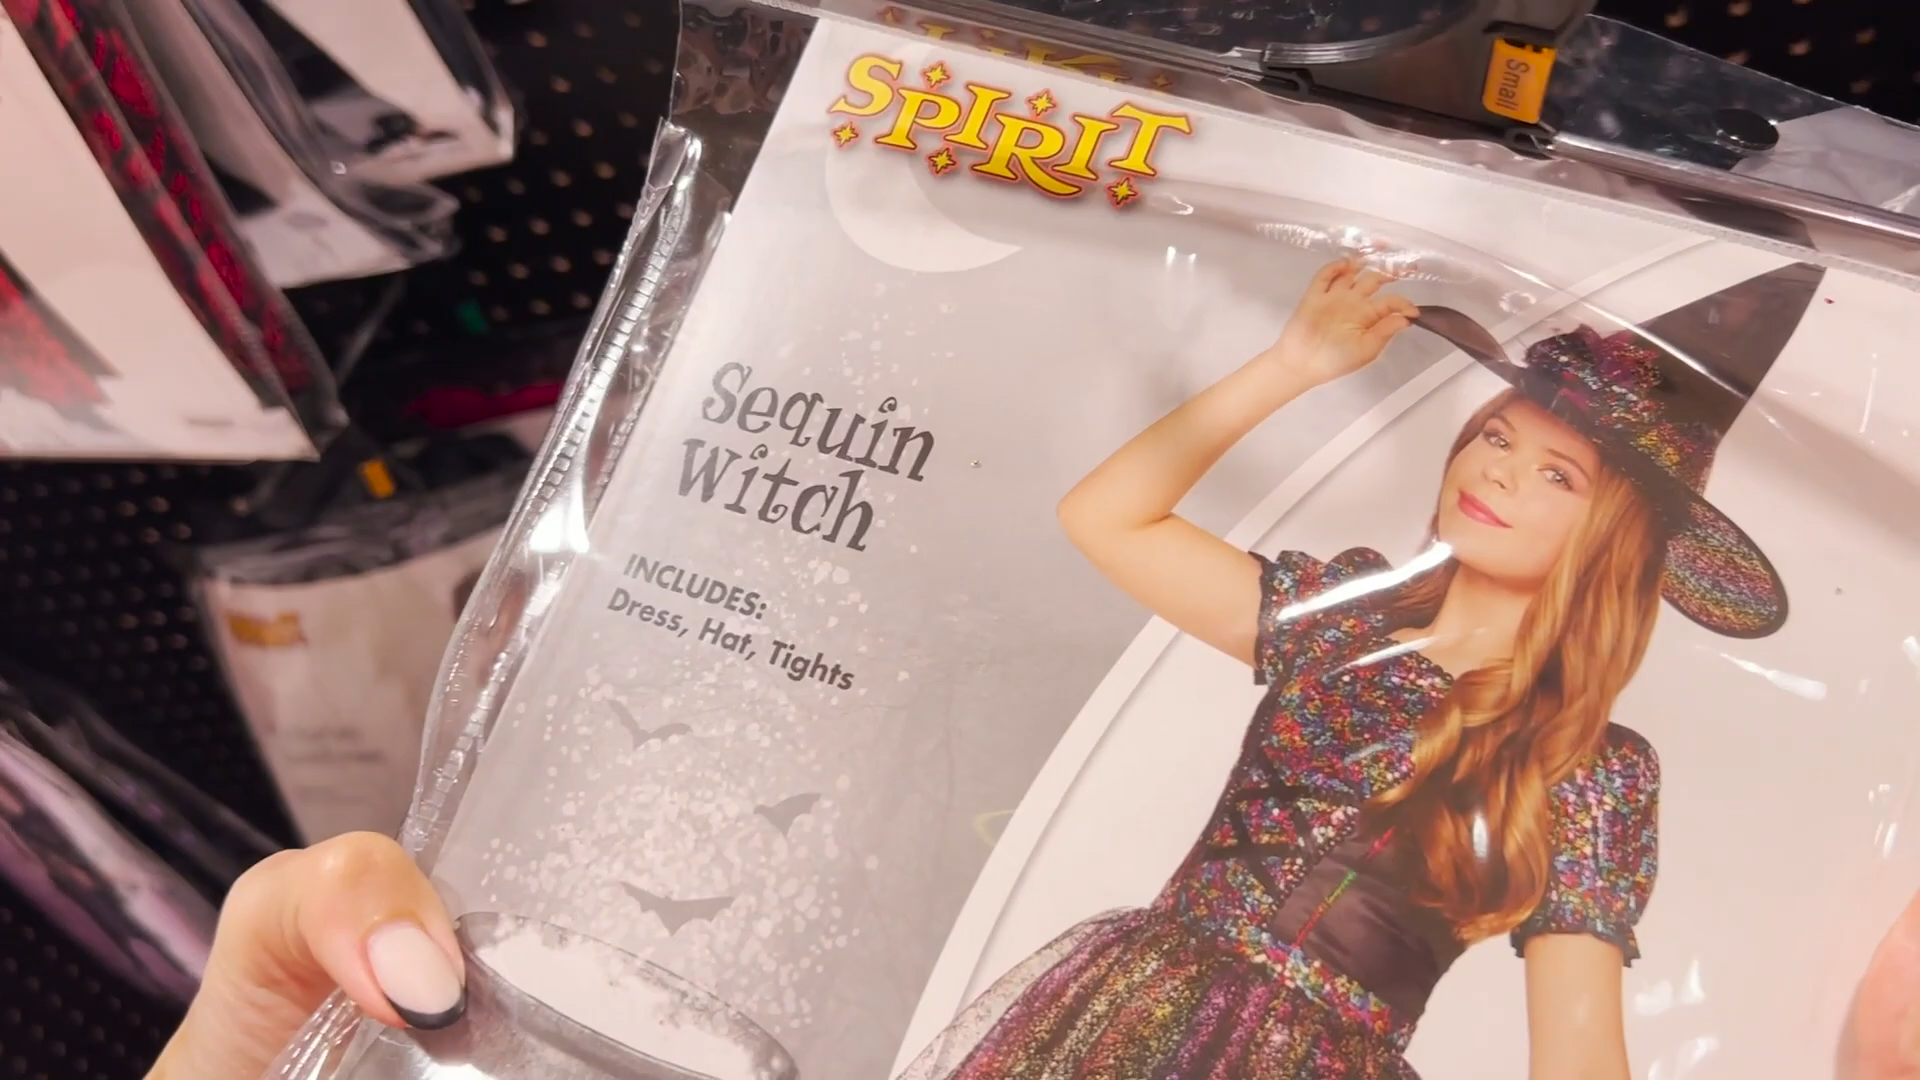 SPIRIT
Small
Sequin
Witch
INCLUDES:
Dress, Hat, Tights